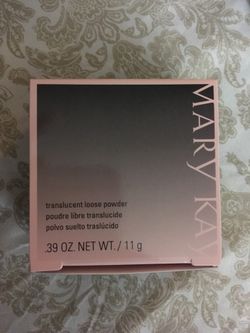 MARY KAY
translucent loose powder
poudre libre translucide
polvo suelto traslúcido
.39 OZ. NET WT. / 11 g